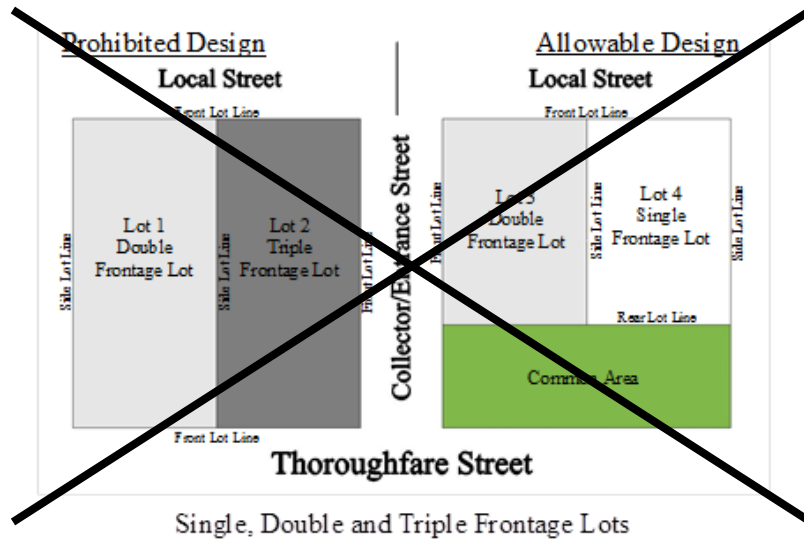 Prohibited Design
Allowable Design
Local Street
Local Street
Front Lot Line
Front Lot Line
Side Lot Line
Lot 1
Double
Frontage Lot
Side Lot Line
Lot 2
Triple
Frontage Lot
Front Lot Line
Collector/Entrance Street
Front Lot Line
Lot 3
Double
Frontage Lot
Side Lot Line
Lot 4
Single
Frontage Lot
Side Lot Line
Rear Lot Line
Common Area
Front Lot Line
Thoroughfare Street
Single, Double and Triple Frontage Lots